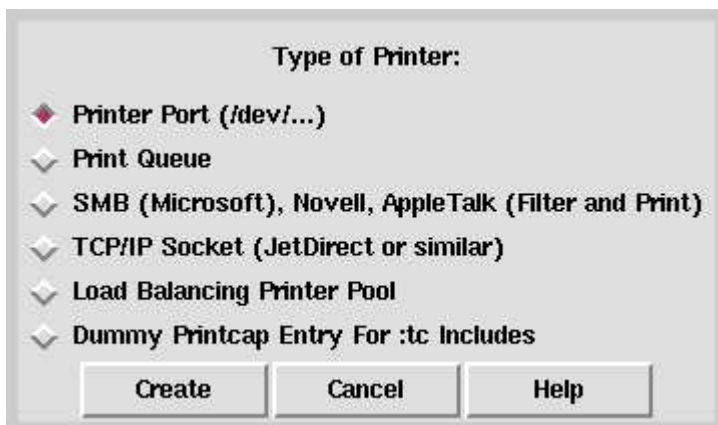 Type of Printer:
Printer Port (/dev/...)
Print Queue
SMB (Microsoft), Novell, AppleTalk (Filter and Print)
TCP/IP Socket (JetDirect or similar)
Load Balancing Printer Pool
Dummy Printcap Entry For :tc Includes
Create Cancel Help